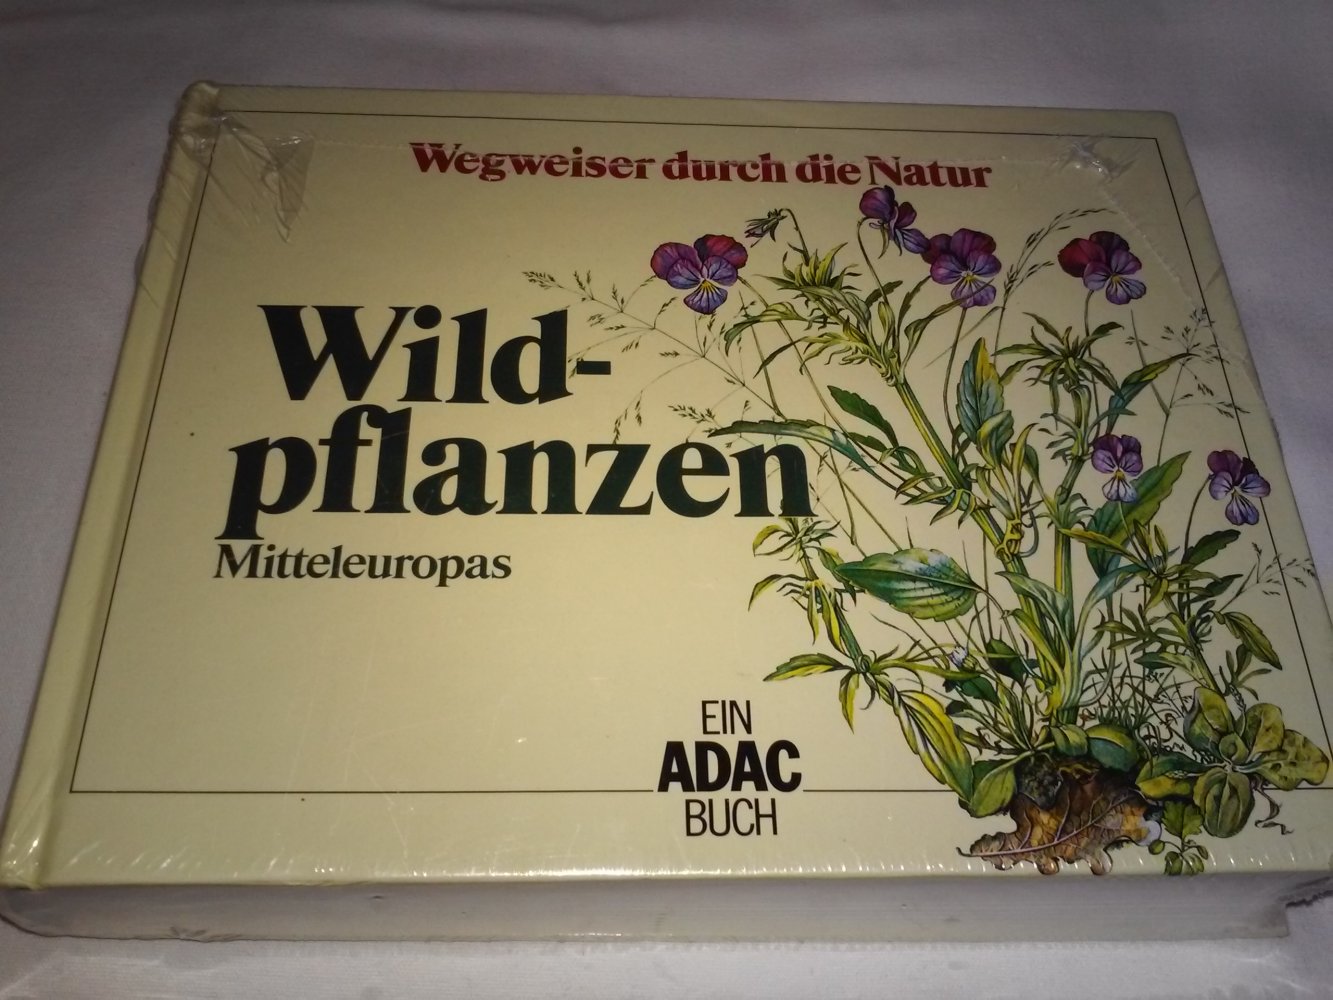 Wegweiser durch die Natur
Wild-
pflanzen
Mitteleuropas
EIN
ADAC
BUCH